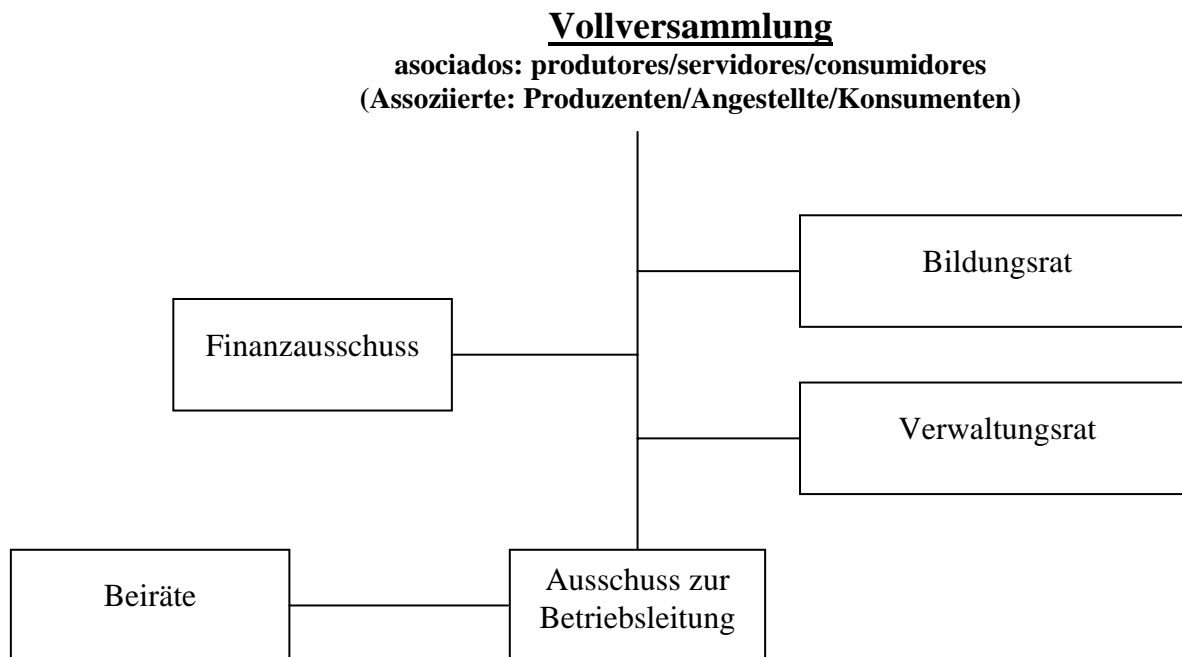 Vollversammlung
asociados: produtores/servidores/consumidores
(Assoziierte: Produzenten/Angestellte/Konsumenten)
Bildungsrat
Finanzausschuss
Verwaltungsrat
Beiräte
Ausschuss zur
Betriebsleitung